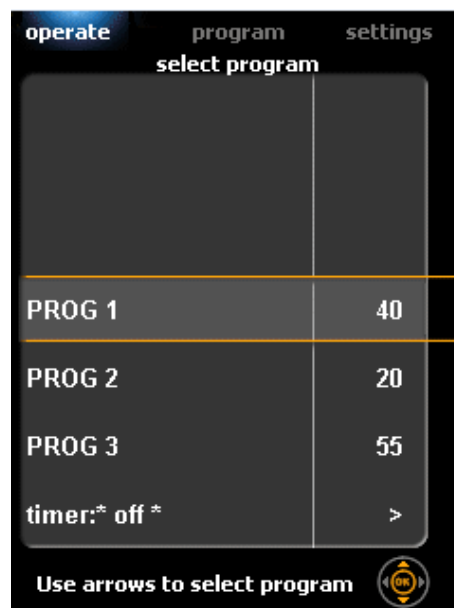 operate program settings
select program
PROG 1 40
PROG 2 20
PROG 3 55
timer:* off * >
Use arrows to select program OK